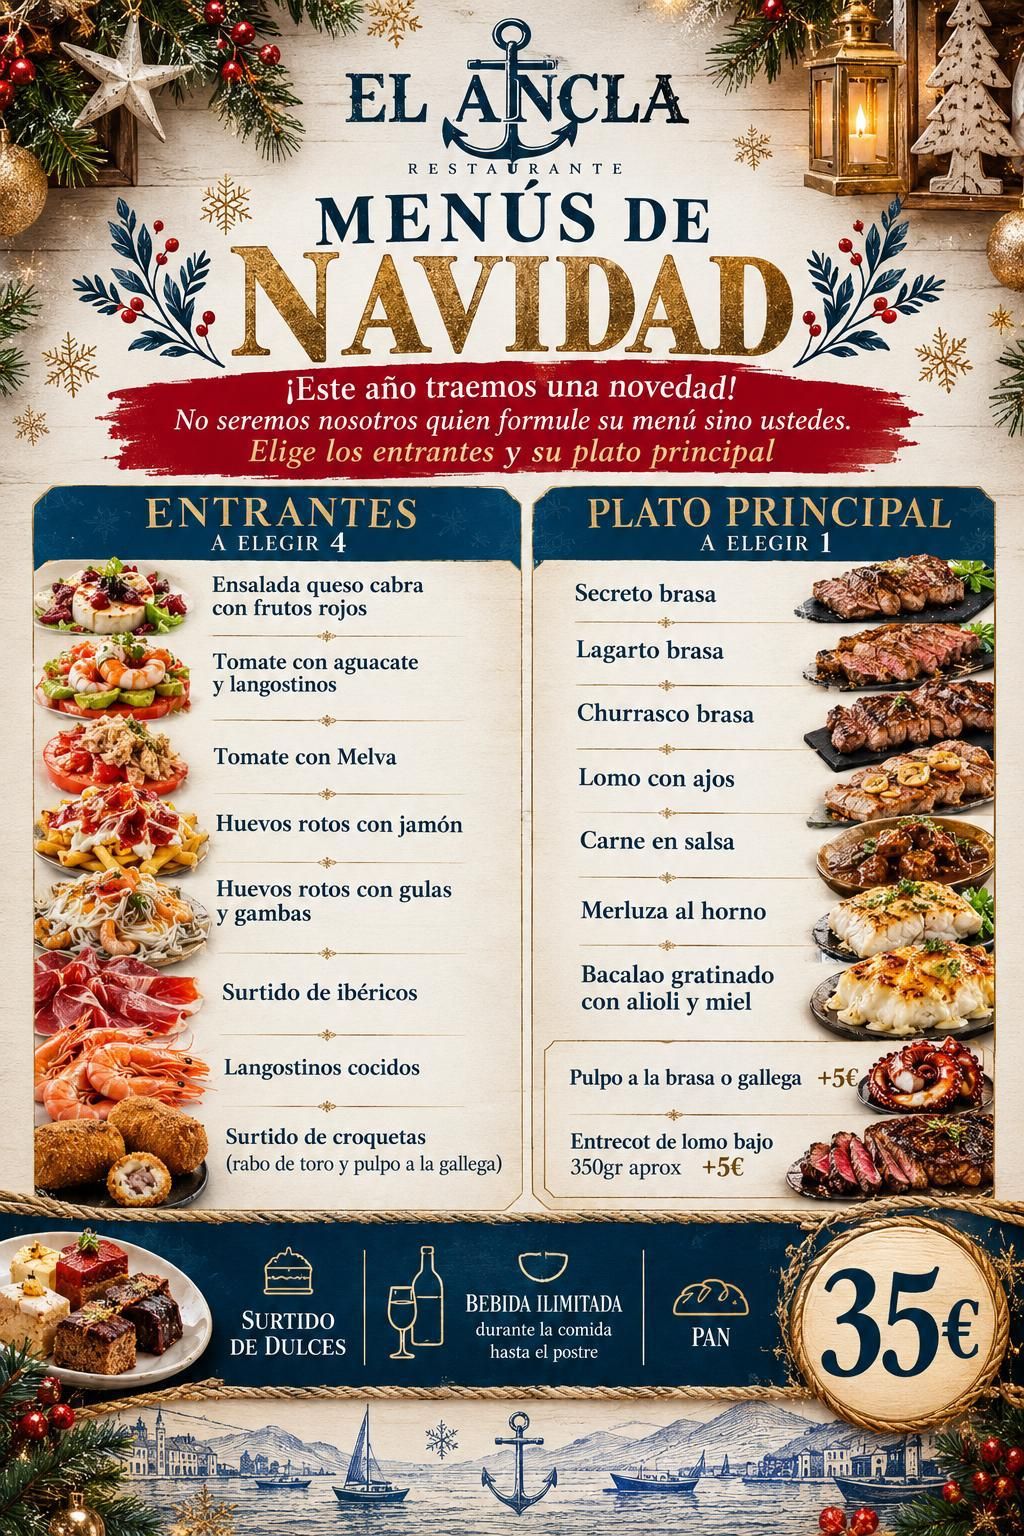 EL ANCLA
RESTAURANTE
MENÚS DE
NAVIDAD
¡Este año traemos una novedad!
No seremos nosotros quien formule su menú sino ustedes.
Elige los entrantes y su plato principal
ENTRANTES
A ELEGIR 4
Ensalada queso cabra
con frutos rojos
Tomate con aguacate
y langostinos
Tomate con Melva
Huevos rotos con jamón
Huevos rotos con gulas
y gambas
Surtido de ibéricos
Langostinos cocidos
Surtido de croquetas
(rabo de toro y pulpo a la gallega)
PLATO PRINCIPAL
A ELEGIR 1
Secreto brasa
Lagarto brasa
Churrasco brasa
Lomo con ajos
Carne en salsa
Merluza al horno
Bacalao gratinado
con alioli y miel
Pulpo a la brasa o gallega +5€
Entrecot de lomo bajo
350gr aprox +5€
SURTIDO
DE DULCES
BEBIDA ILIMITADA
durante la comida
hasta el postre
PAN
35€